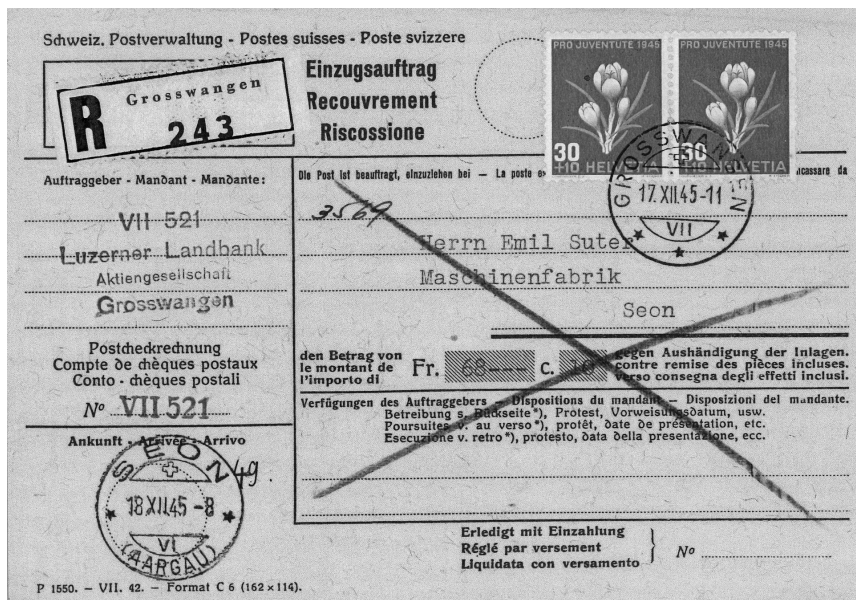 Schweiz. Postverwaltung - Postes suisses - Poste svizzere
R
Grosswangen
243
Einzugsauftrag
Recouvrement
Riscossione
PRO JUVENTUTE 1945
PRO JUVENTUTE 1945
30
+10 HELVETIA
30
+10 HELVETIA
GROSSWANGEN
17.XII.45-11
VII
Auftraggeber - Mandant - Mandante:
VII 521
Luzerner Landbank
Aktiengesellschaft
Grosswangen
Die Post ist beauftragt, einzuziehen bei — La poste
incassare da
3569
Herrn Emil Suter
Maschinenfabrik
Seon
Postcheckrechnung
Compte de chèques postaux
Conto - chèques postali
Nº VII 521
den Betrag von
le montant de
l'importo di
Fr. 68--- c. 10
gegen Aushändigung der Inlagen.
contre remise des pièces incluses.
verso consegna degli effetti inclusi.
Verfügungen des Auftraggebers — Dispositions du mandant — Disposizioni del mandante.
Betreibung s. Rückseite*), Protest, Vorweisungsdatum, usw.
Poursuites v. au verso*), protêt, date de présentation, etc.
Esecuzione v. retro*), protesto, data della presentazione, ecc.
Ankunft - Arrivée - Arrivo
SEON
49.
18.XII.45-8
VI
(AARGAU)
Erledigt mit Einzahlung
Réglé par versement
Liquidata con versamento
Nº
P 1550. — VII. 42. — Format C 6 (162 × 114).